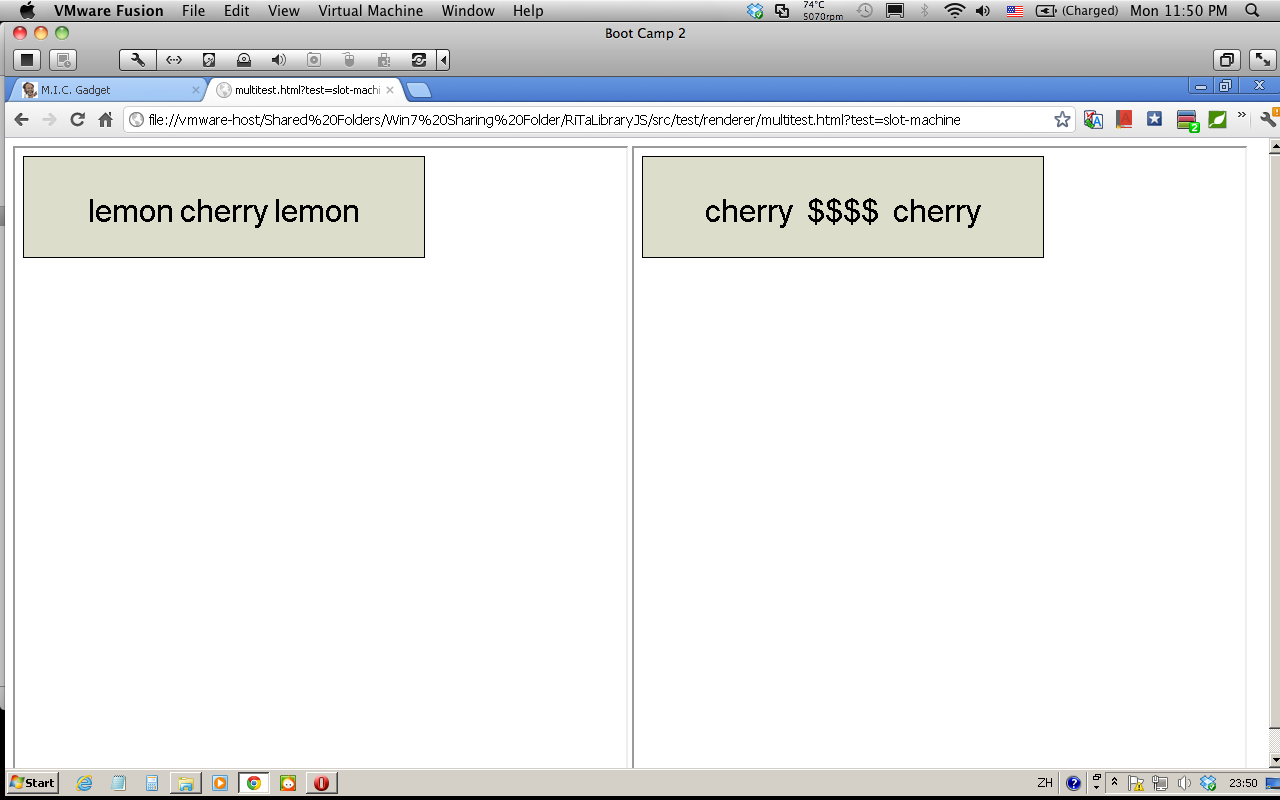 VMware Fusion File Edit View Virtual Machine Window Help 74°C 5070rpm (Charged) Mon 11:50 PM
Boot Camp 2
M.I.C. Gadget multitest.html?test=slot-machi
file://vmware-host/Shared%20Folders/Win7%20Sharing%20Folder/RiTaLibraryJS/src/test/renderer/multitest.html?test=slot-machine 2 »
lemon cherry lemon
cherry $$$$ cherry
Start ZH 23:50